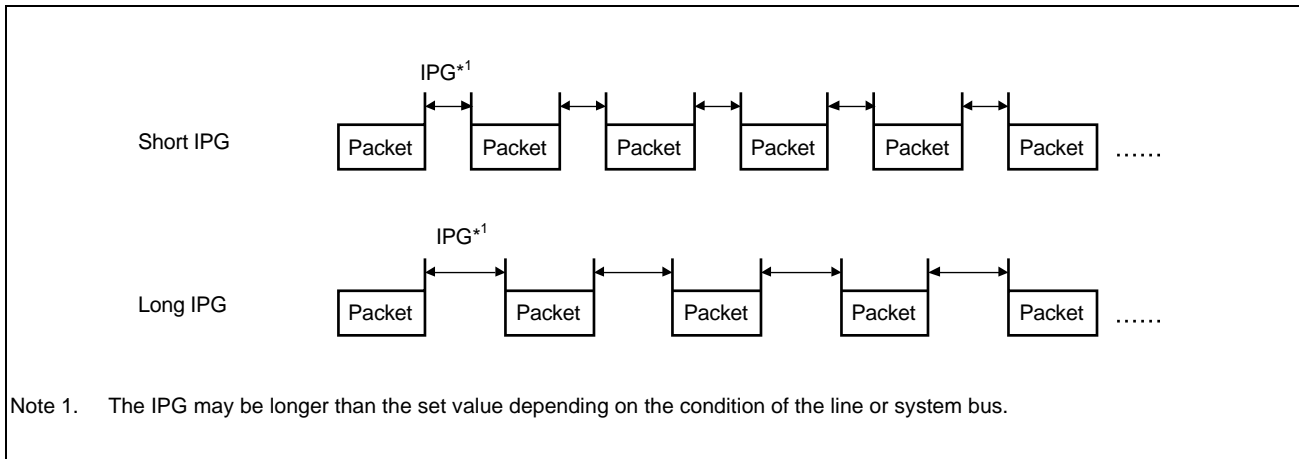 IPG*1
Short IPG
Packet Packet Packet Packet Packet Packet ......
IPG*1
Long IPG
Packet Packet Packet Packet Packet ......
Note 1. The IPG may be longer than the set value depending on the condition of the line or system bus.